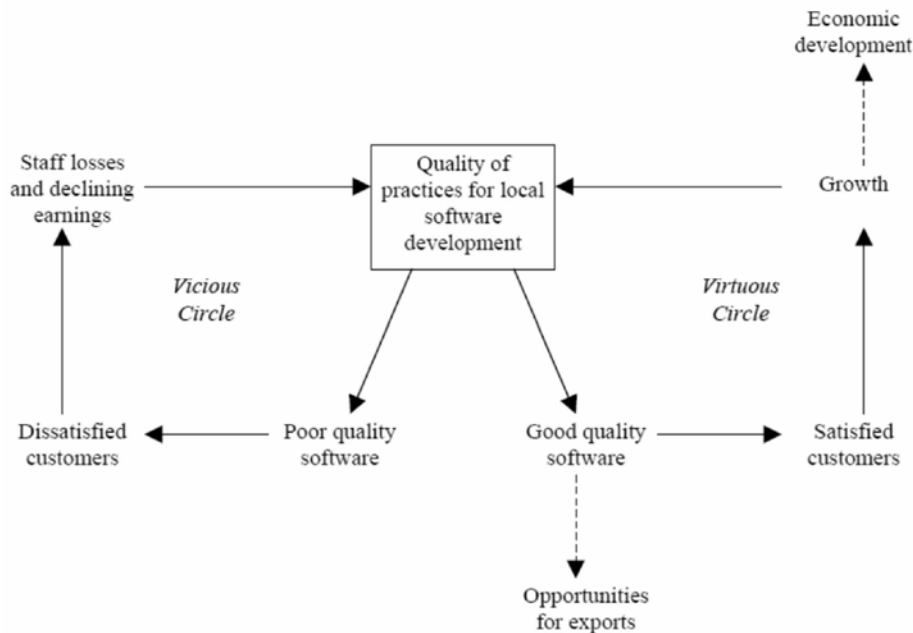 Economic
development
Staff losses
and declining
earnings
Quality of
practices for local
software
development
Growth
Vicious
Circle
Virtuous
Circle
Dissatisfied
customers
Poor quality
software
Good quality
software
Satisfied
customers
Opportunities
for exports